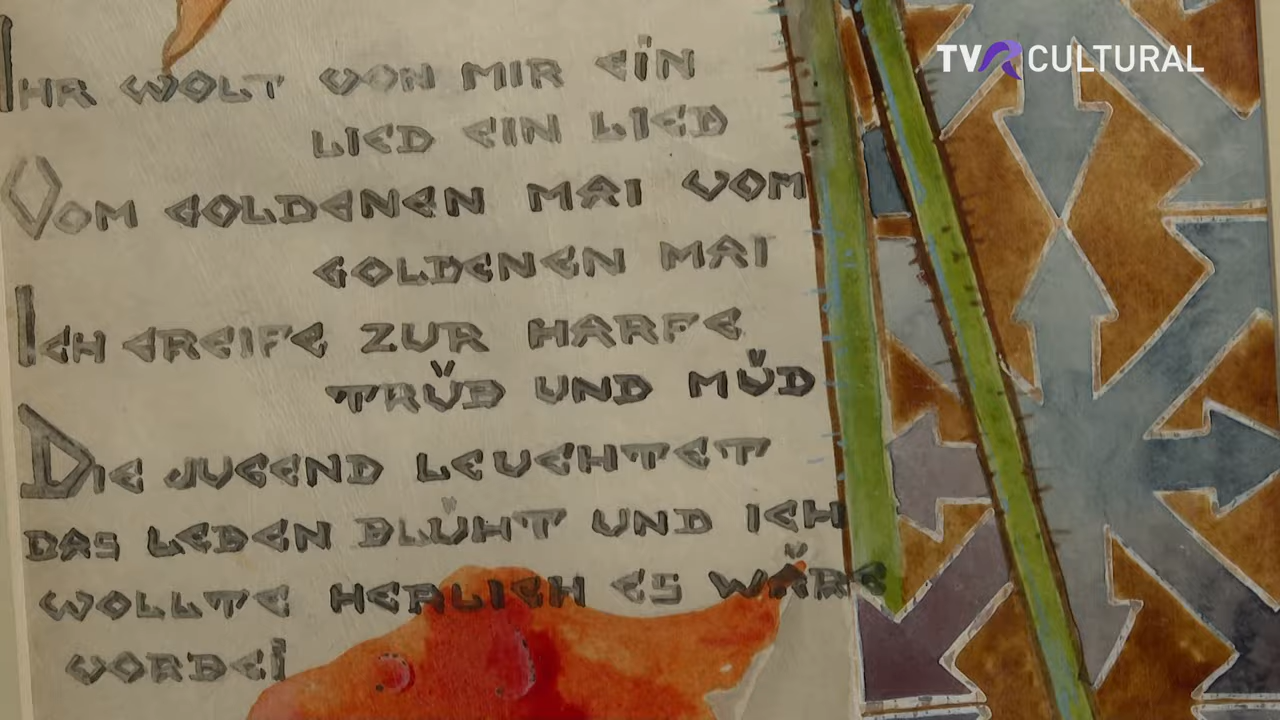 TVR CULTURAL
IHR WOLT VON MIR EIN
LIED EIN LIED
VOM GOLDENEN MAI VOM
GOLDENEN MAI
ICH GREIFE ZUR HARFE
TRÜB UND MÜD
DIE JUGEND LEUCHTET
DAS LEBEN BLÜHT UND ICH
WOLLTE HERLICH ES WÄRE
VORBEI